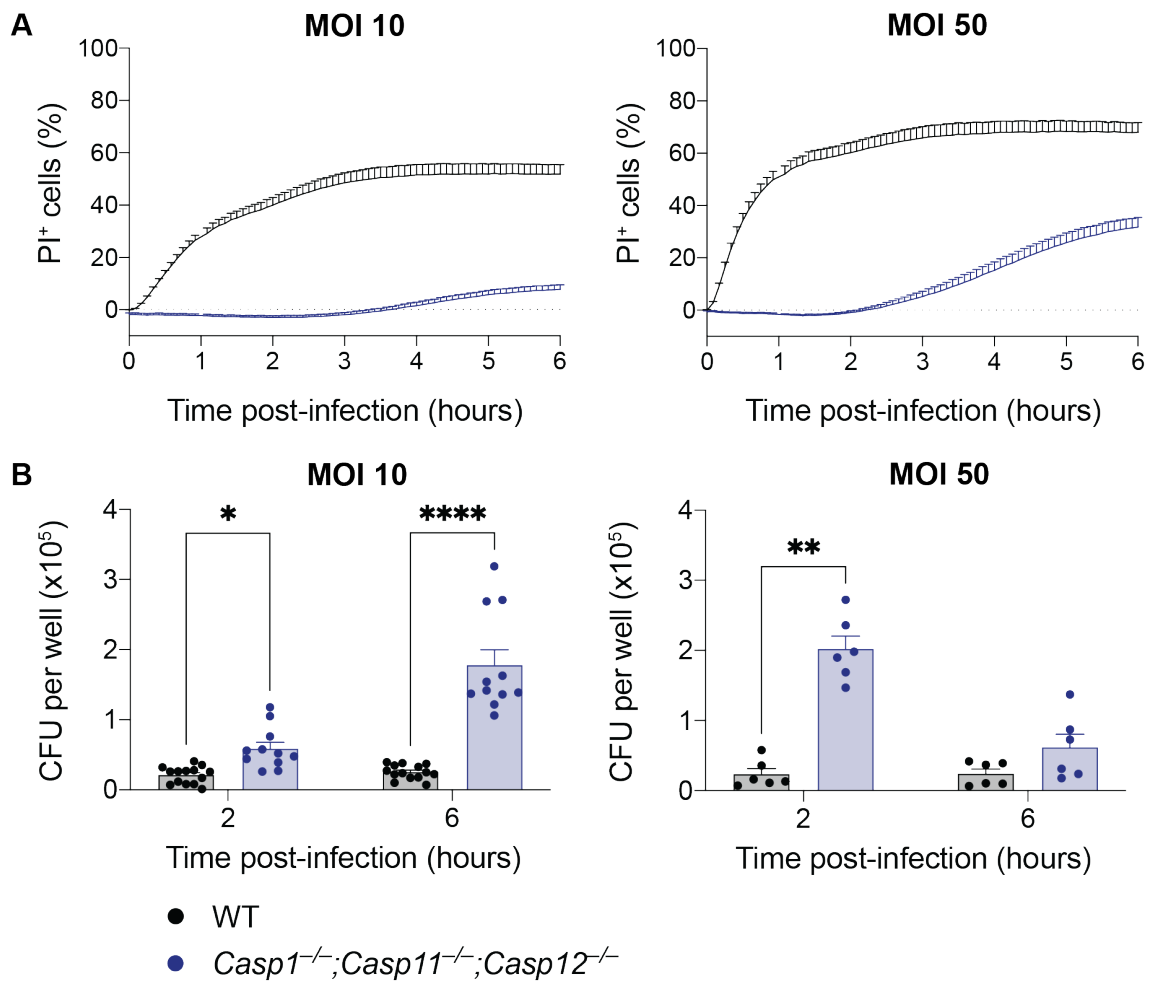 A
MOI 10
MOI 50
PI⁺ cells (%)
100
80
60
40
20
0
0 1 2 3 4 5 6
Time post-infection (hours)
PI⁺ cells (%)
100
80
60
40
20
0
0 1 2 3 4 5 6
Time post-infection (hours)
B
MOI 10
MOI 50
CFU per well (x10⁵)
4
3
2
1
0
*
****
2 6
Time post-infection (hours)
CFU per well (x10⁵)
4
3
2
1
0
**
2 6
Time post-infection (hours)
WT
Casp1⁻/⁻;Casp11⁻/⁻;Casp12⁻/⁻